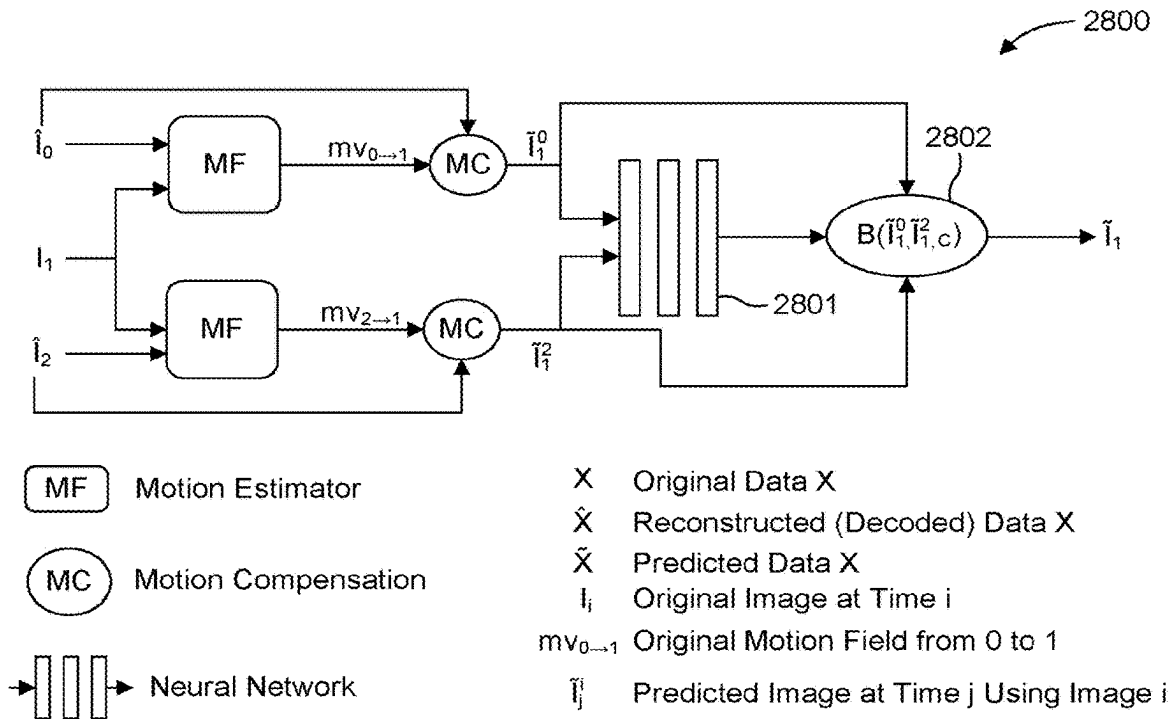 2800
Î₀
MF
mv₀→₁
MC
Ĩ₁⁰
2802
I₁
B(Ĩ₁⁰, Ĩ₁², C)
Ĩ₁
MF
mv₂→₁
MC
2801
Î₂
Ĩ₁²
MF Motion Estimator
MC Motion Compensation
Neural Network
X Original Data X
X̂ Reconstructed (Decoded) Data X
X̃ Predicted Data X
Iᵢ Original Image at Time i
mv₀→₁ Original Motion Field from 0 to 1
Ĩⱼⁱ Predicted Image at Time j Using Image i